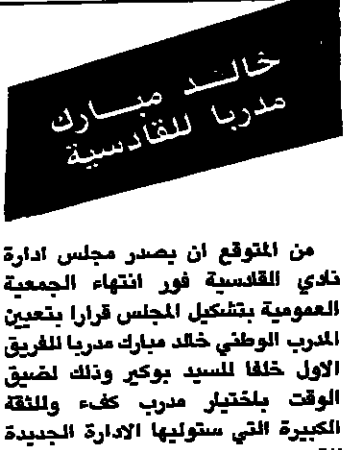 خالد مبارك
مدربا للقادسية
من المتوقع ان يصدر مجلس ادارة
نادي القادسية فور انتهاء الجمعية
العمومية بتشكيل المجلس قرارا بتعيين
المدرب الوطني خالد مبارك مدربا للفريق
الاول خلفا للسيد بوكير وذلك لضيق
الوقت باختيار مدرب كفء وللثقة
الكبيرة التي ستوليها الادارة الجديدة